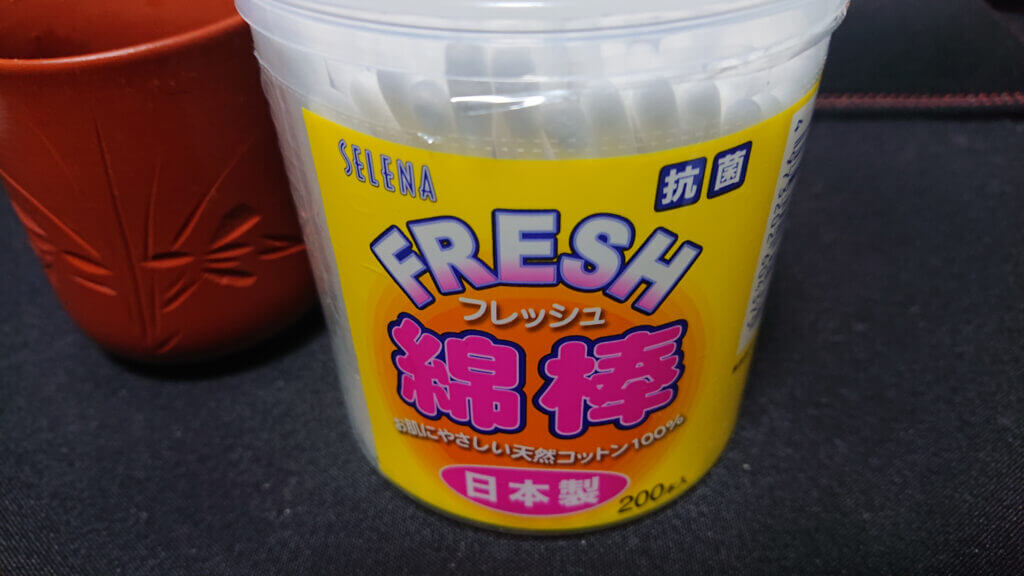 SELENA
抗菌
FRESH
フレッシュ
綿棒
お肌にやさしい天然コットン100%
日本製
200本入